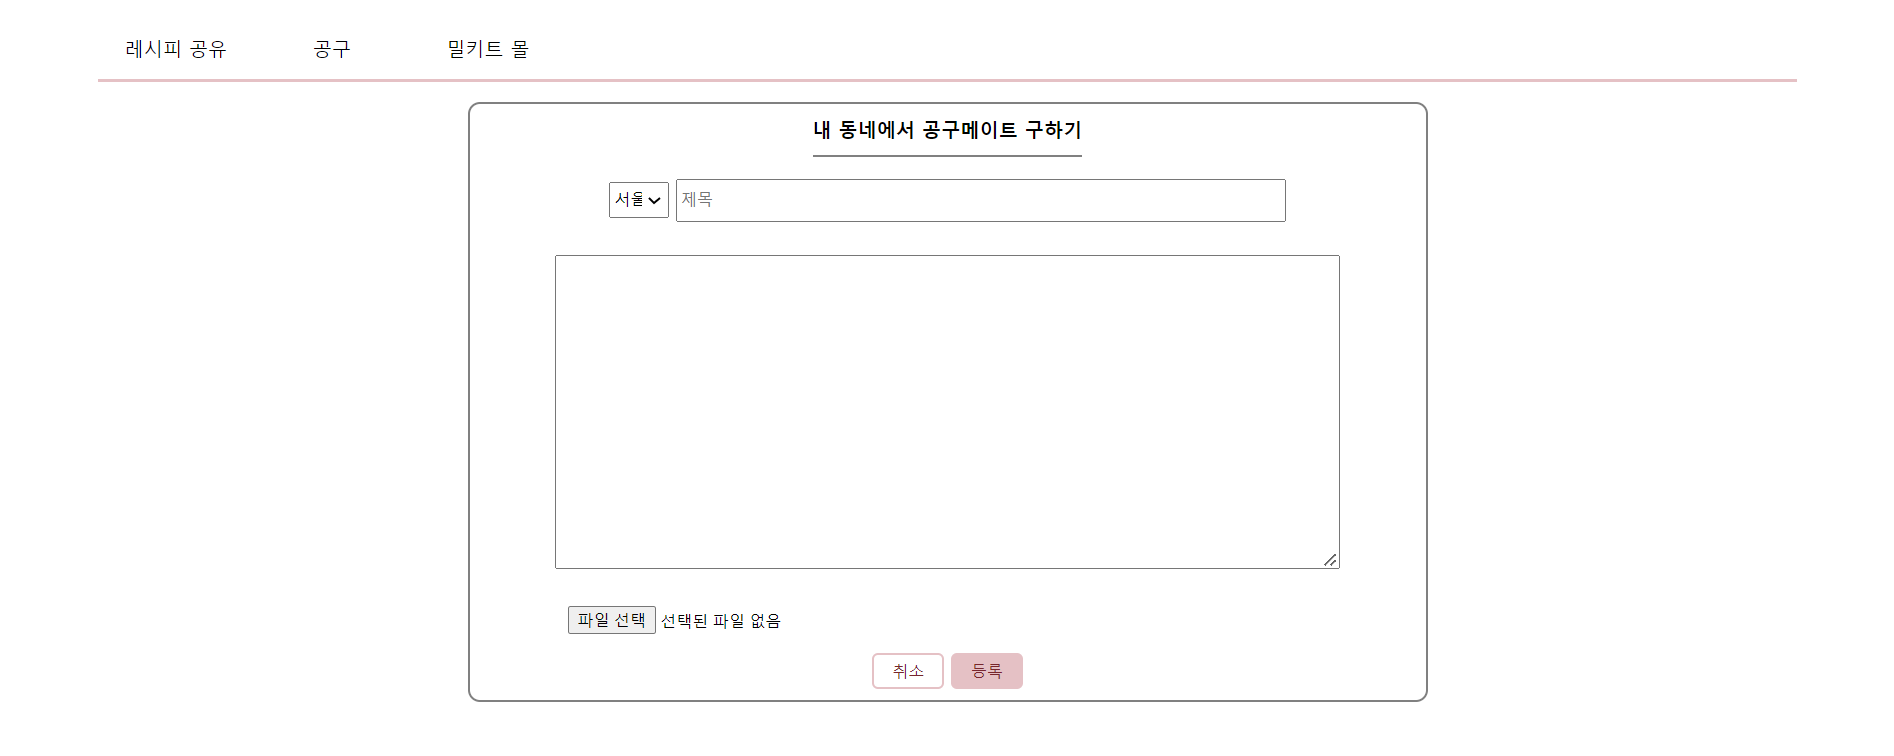 레시피 공유 공구 밀키트 몰
내 동네에서 공구메이트 구하기
서울 제목
파일 선택 선택된 파일 없음
취소 등록